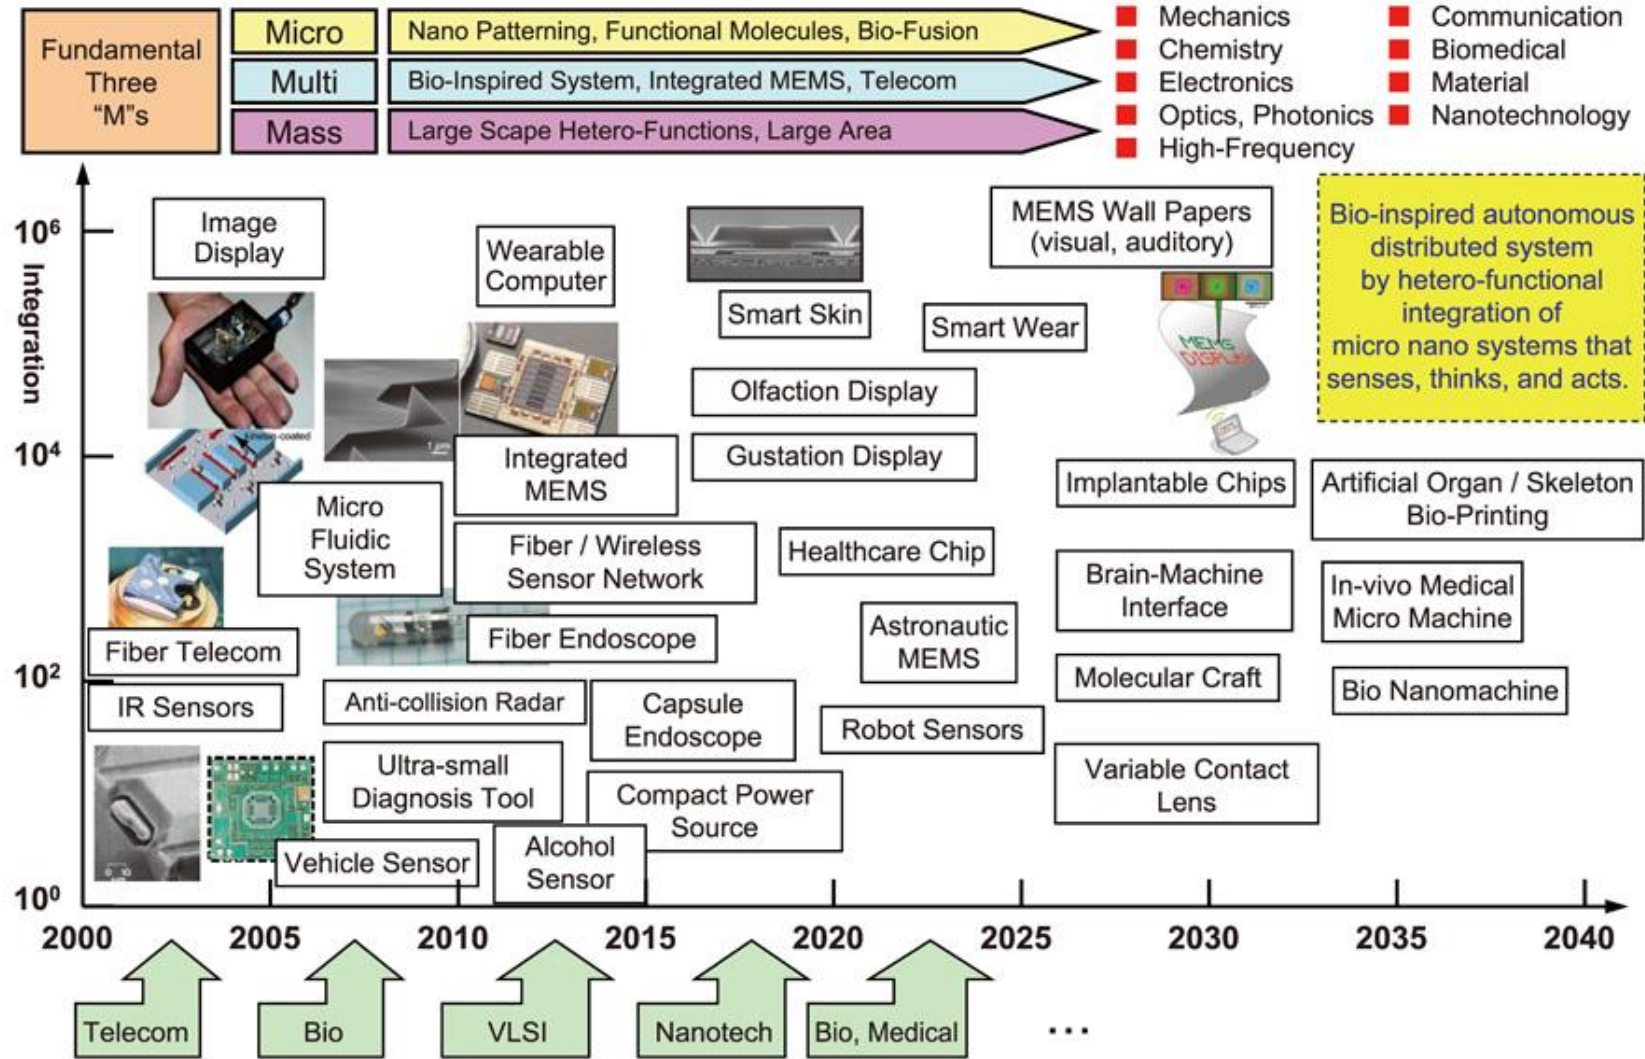 Fundamental
Three
“M”s
Micro
Nano Patterning, Functional Molecules, Bio-Fusion
Multi
Bio-Inspired System, Integrated MEMS, Telecom
Mass
Large Scape Hetero-Functions, Large Area
Mechanics
Chemistry
Electronics
Optics, Photonics
High-Frequency
Communication
Biomedical
Material
Nanotechnology
Integration
10⁶
10⁴
10²
10⁰
Image
Display
Wearable
Computer
Smart Skin
Smart Wear
MEMS Wall Papers
(visual, auditory)
MEMS
DISPLAY
Bio-inspired autonomous
distributed system
by hetero-functional
integration of
micro nano systems that
senses, thinks, and acts.
Olfaction Display
Gustation Display
1 μm
Integrated
MEMS
Micro
Fluidic
System
Fiber / Wireless
Sensor Network
Healthcare Chip
Implantable Chips
Artificial Organ / Skeleton
Bio-Printing
Brain-Machine
Interface
In-vivo Medical
Micro Machine
Fiber Telecom
Fiber Endoscope
Astronautic
MEMS
Molecular Craft
Bio Nanomachine
IR Sensors
Anti-collision Radar
Capsule
Endoscope
Robot Sensors
Ultra-small
Diagnosis Tool
Compact Power
Source
Variable Contact
Lens
Vehicle Sensor
Alcohol
Sensor
2000
2005
2010
2015
2020
2025
2030
2035
2040
Telecom
Bio
VLSI
Nanotech
Bio, Medical
...